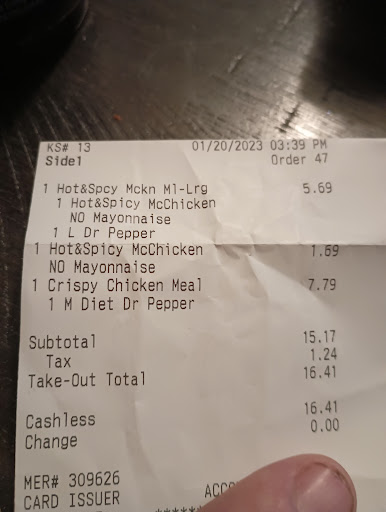 KS# 13 01/20/2023 03:39 PM
Side1 Order 47
1 Hot&Spcy Mckn Ml-Lrg 5.69
1 Hot&Spicy McChicken
NO Mayonnaise
1 L Dr Pepper
1 Hot&Spicy McChicken 1.69
NO Mayonnaise
1 Crispy Chicken Meal 7.79
1 M Diet Dr Pepper
Subtotal 15.17
Tax 1.24
Take-Out Total 16.41
Cashless 16.41
Change 0.00
MER# 309626
CARD ISSUER